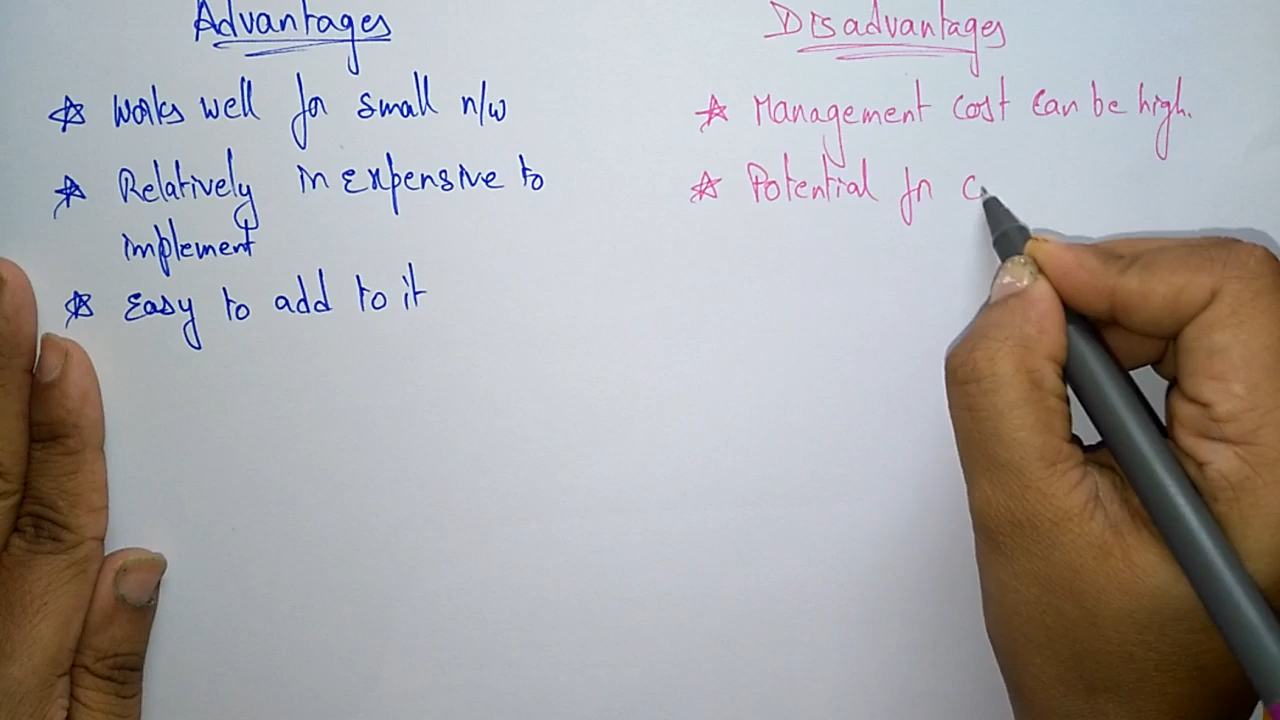 Advantages
☆ Works well for small n/w
☆ Relatively inexpensive to
implement
☆ Easy to add to it
Disadvantages
☆ Management cost can be high.
☆ Potential for C